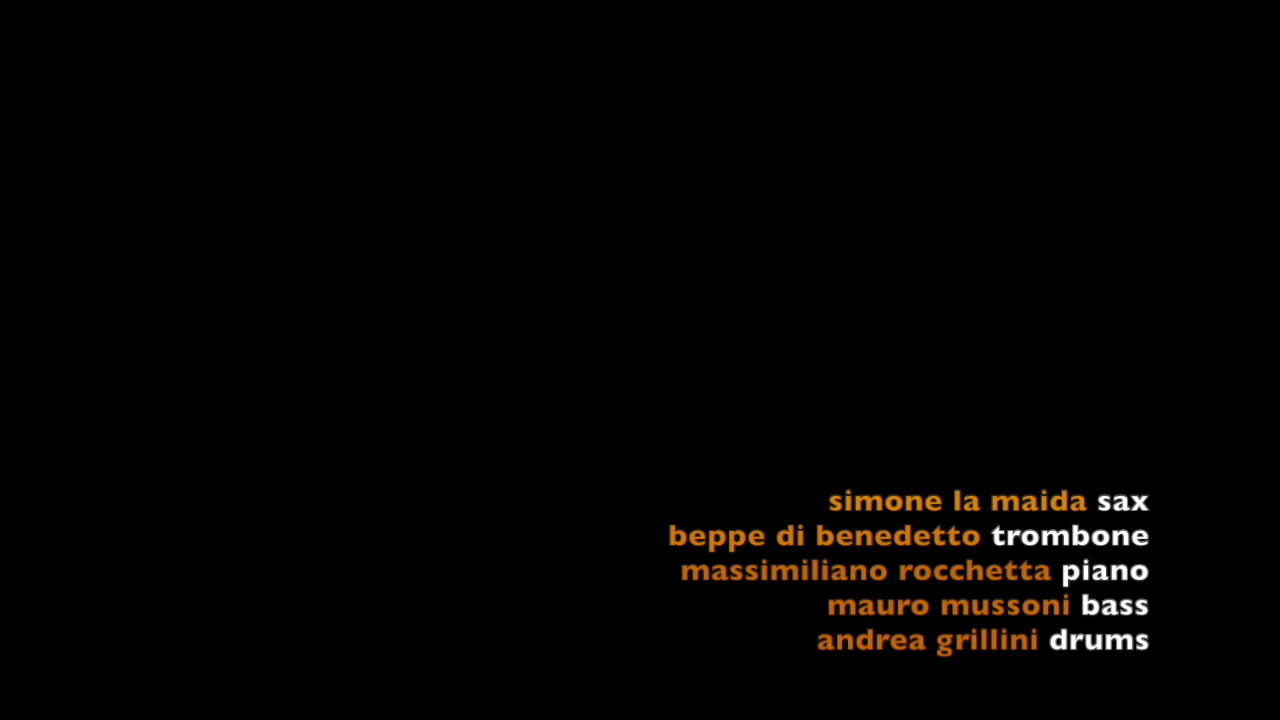 simone la maida sax
beppe di benedetto trombone
massimiliano rocchetta piano
mauro mussoni bass
andrea grillini drums